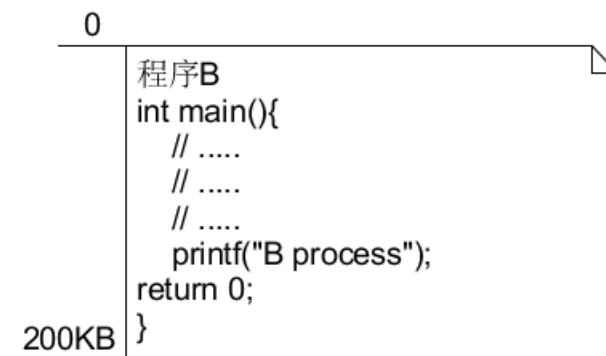 0
程序B
int main(){
// .....
// .....
// .....
printf("B process");
return 0;
200KB }